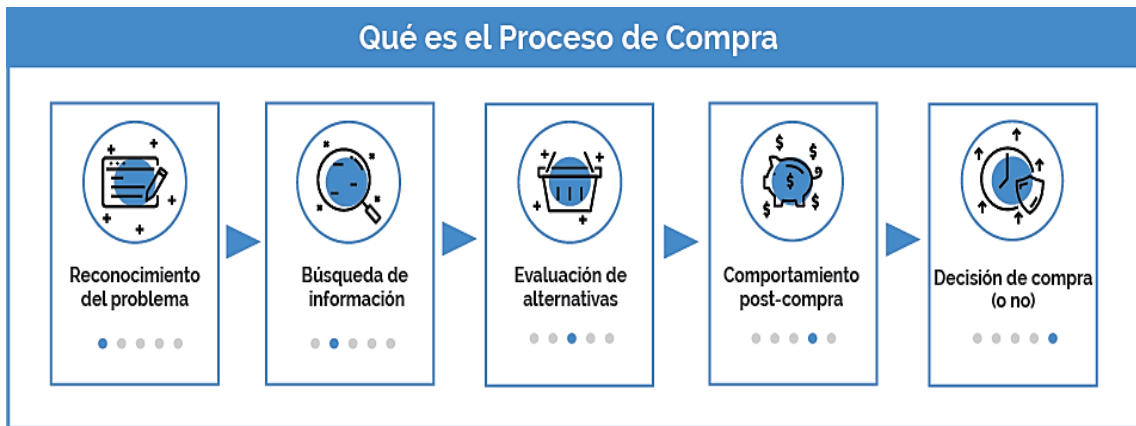 Qué es el Proceso de Compra
Reconocimiento
del problema
Búsqueda de
información
Evaluación de
alternativas
Comportamiento
post-compra
Decisión de compra
(o no)